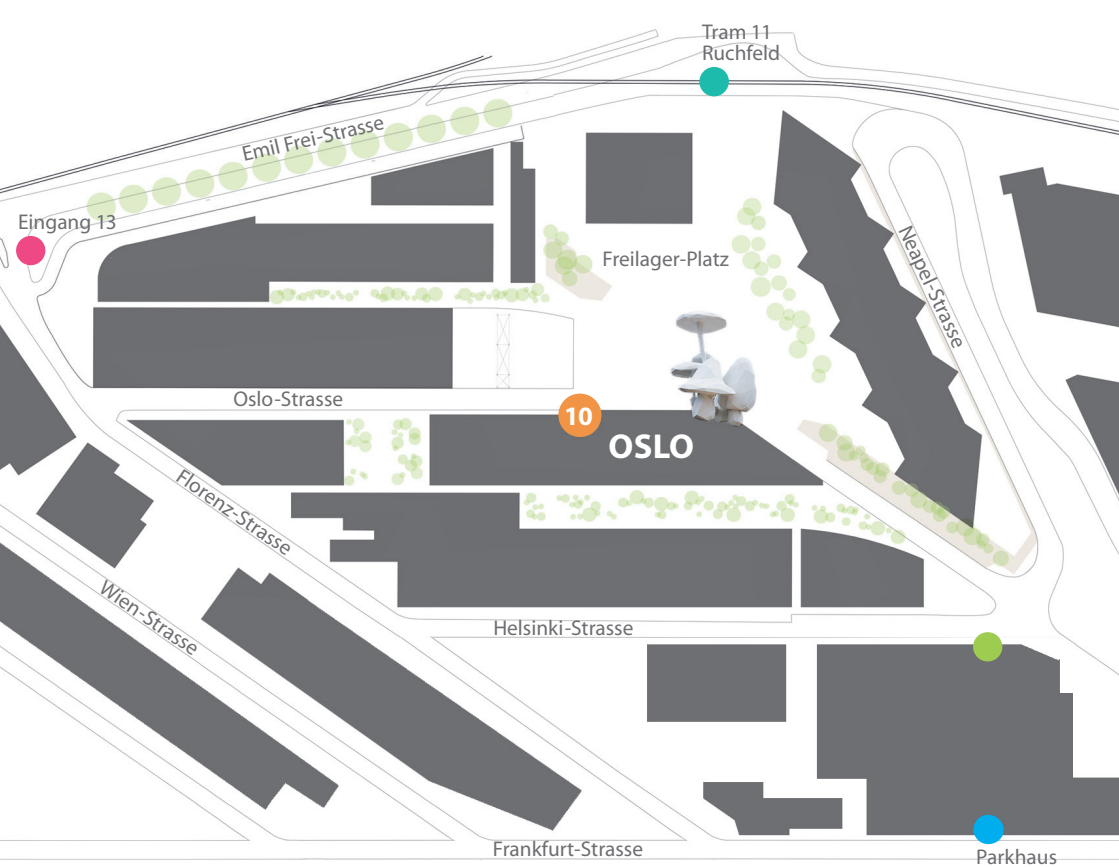 Tram 11
Ruchfeld
Emil Frei-Strasse
Eingang 13
Freilager-Platz
Neapel-Strasse
Oslo-Strasse
10
OSLO
Florenz-Strasse
Wien-Strasse
Helsinki-Strasse
Frankfurt-Strasse
Parkhaus